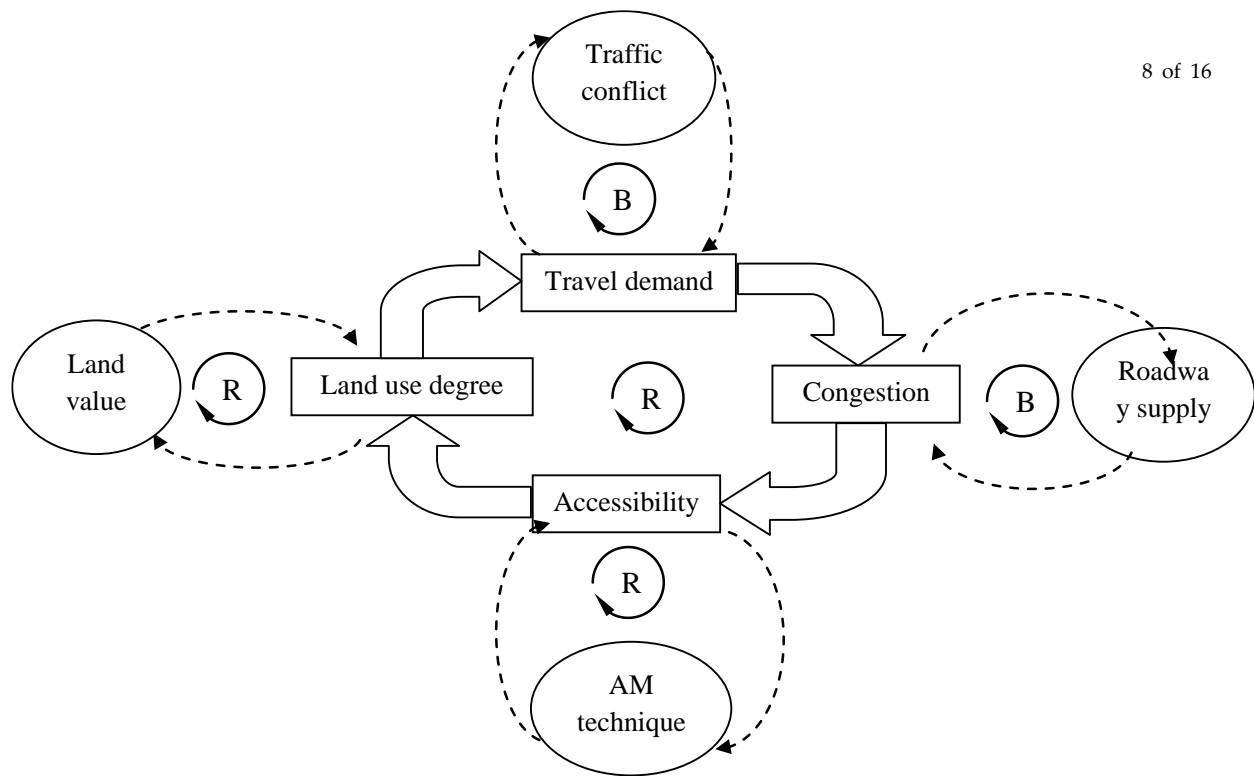 Traffic
conflict
8 of 16
B
Travel demand
Land
value
R
Land use degree
R
Congestion
B
Roadwa
y supply
Accessibility
R
AM
technique